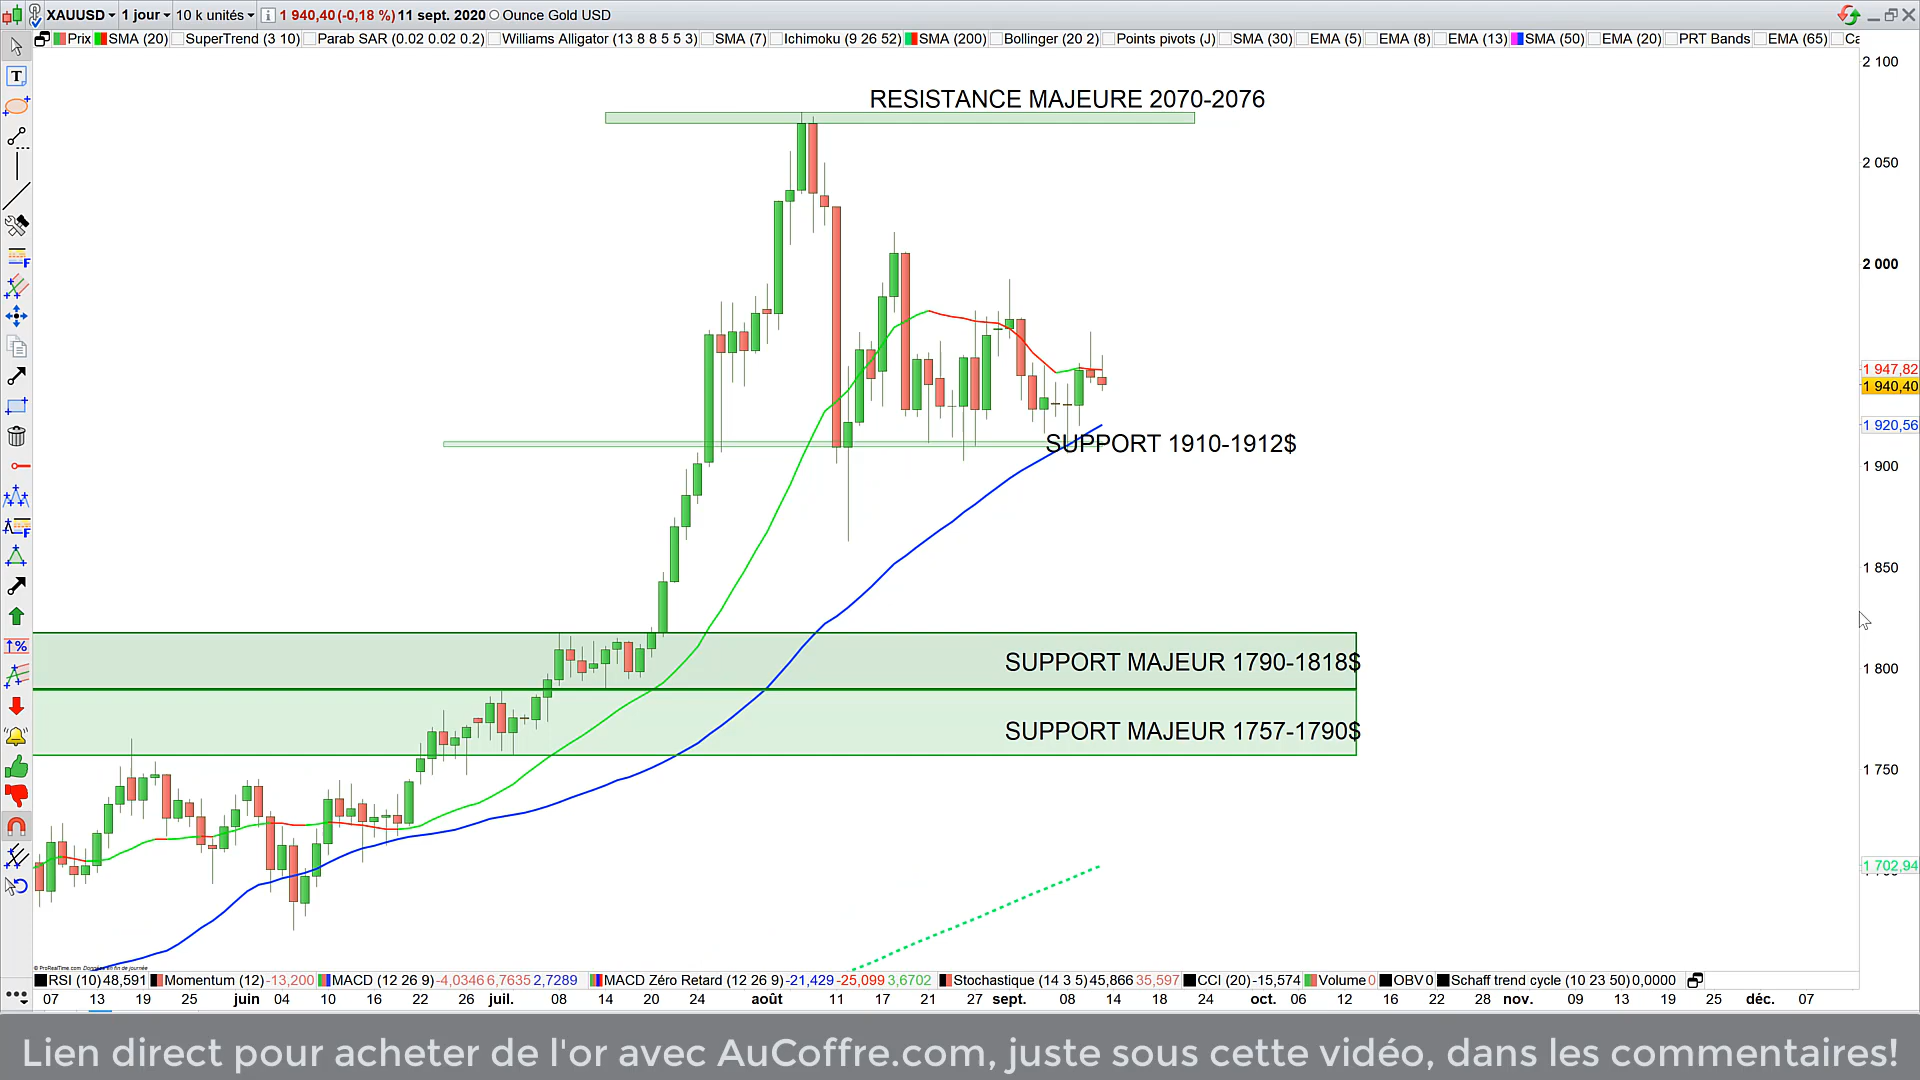 XAUUSD 1 jour 10 k unités 1 940,40 (-0,18 %) 11 sept. 2020 Ounce Gold USD
Prix SMA (20) SuperTrend (3 10) Parab SAR (0.02 0.02 0.2) Williams Alligator (13 8 8 5 5 3) SMA (7) Ichimoku (9 26 52) SMA (200) Bollinger (20 2) Points pivots (J) SMA (30) EMA (5) EMA (8) EMA (13) SMA (50) EMA (20) PRT Bands EMA (65) Ca
2 100
RESISTANCE MAJEURE 2070-2076
2 050
2 000
1 947,82
1 940,40
1 920,56
SUPPORT 1910-1912$
1 900
1 850
SUPPORT MAJEUR 1790-1818$
1 800
SUPPORT MAJEUR 1757-1790$
1 750
1 702,94
© ProRealTime.com Données en fin de journée
RSI (10) 48,591 Momentum (12) -13,200 MACD (12 26 9) -4,0346 6,7635 2,7289 MACD Zéro Retard (12 26 9) -21,429 -25,099 3,6702 Stochastique (14 3 5) 45,866 35,597 CCI (20) -15,574 Volume 0 OBV 0 Schaff trend cycle (10 23 50) 0,0000
07 13 19 25 juin 04 10 16 22 26 juil. 08 14 20 24 août 11 17 21 27 sept. 08 14 18 24 oct. 06 12 16 22 28 nov. 09 13 19 25 déc. 07
Lien direct pour acheter de l'or avec AuCoffre.com, juste sous cette vidéo, dans les commentaires!